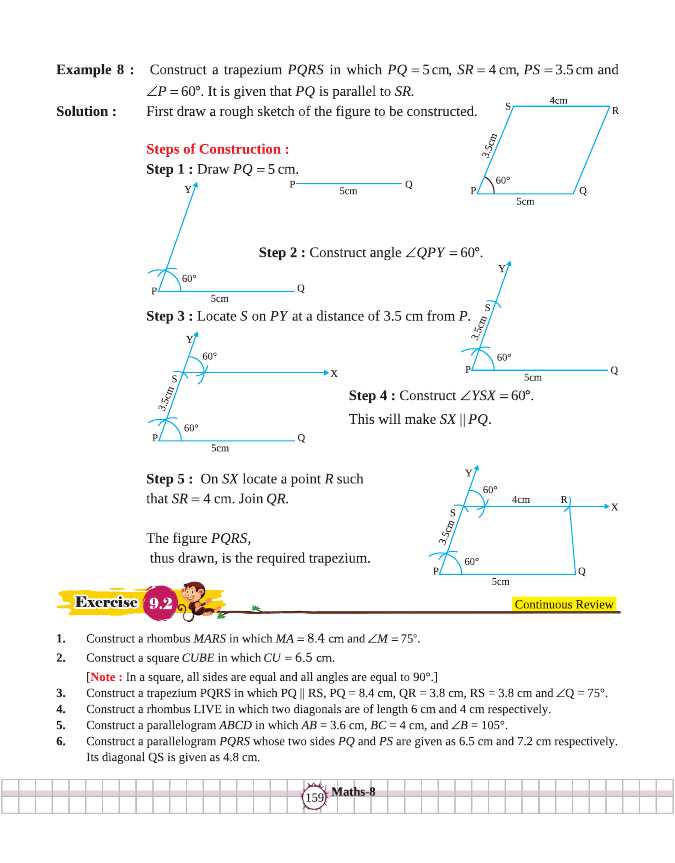 Example 8 : Construct a trapezium PQRS in which PQ = 5 cm, SR = 4 cm, PS = 3.5 cm and
∠P = 60°. It is given that PQ is parallel to SR.
Solution : First draw a rough sketch of the figure to be constructed.
S 4cm R
3.5cm
60°
P 5cm Q
Steps of Construction :
Step 1 : Draw PQ = 5 cm.
P 5cm Q
Y
60°
P 5cm Q
Step 2 : Construct angle ∠QPY = 60°.
Y
S
3.5cm
60°
P 5cm Q
Step 3 : Locate S on PY at a distance of 3.5 cm from P.
Y
60°
S X
3.5cm
60°
P 5cm Q
Step 4 : Construct ∠YSX = 60°.
This will make SX || PQ.
Step 5 : On SX locate a point R such
that SR = 4 cm. Join QR.
Y
60°
4cm R
S X
3.5cm
60°
P 5cm Q
The figure PQRS,
thus drawn, is the required trapezium.
Exercise 9.2
Continuous Review
1. Construct a rhombus MARS in which MA = 8.4 cm and ∠M = 75°.
2. Construct a square CUBE in which CU = 6.5 cm.
[Note : In a square, all sides are equal and all angles are equal to 90°.]
3. Construct a trapezium PQRS in which PQ || RS, PQ = 8.4 cm, QR = 3.8 cm, RS = 3.8 cm and ∠Q = 75°.
4. Construct a rhombus LIVE in which two diagonals are of length 6 cm and 4 cm respectively.
5. Construct a parallelogram ABCD in which AB = 3.6 cm, BC = 4 cm, and ∠B = 105°.
6. Construct a parallelogram PQRS whose two sides PQ and PS are given as 6.5 cm and 7.2 cm respectively.
Its diagonal QS is given as 4.8 cm.
159 Maths-8